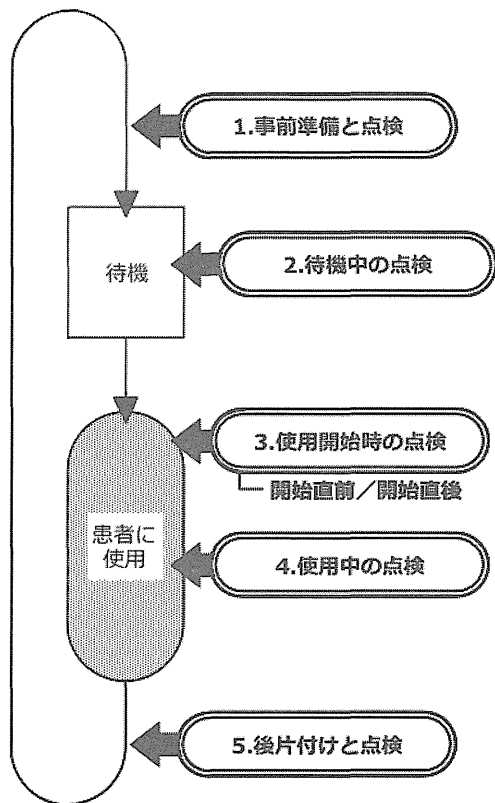 1.事前準備と点検
待機
2.待機中の点検
3.使用開始時の点検
開始直前／開始直後
患者に
使用
4.使用中の点検
5.後片付けと点検